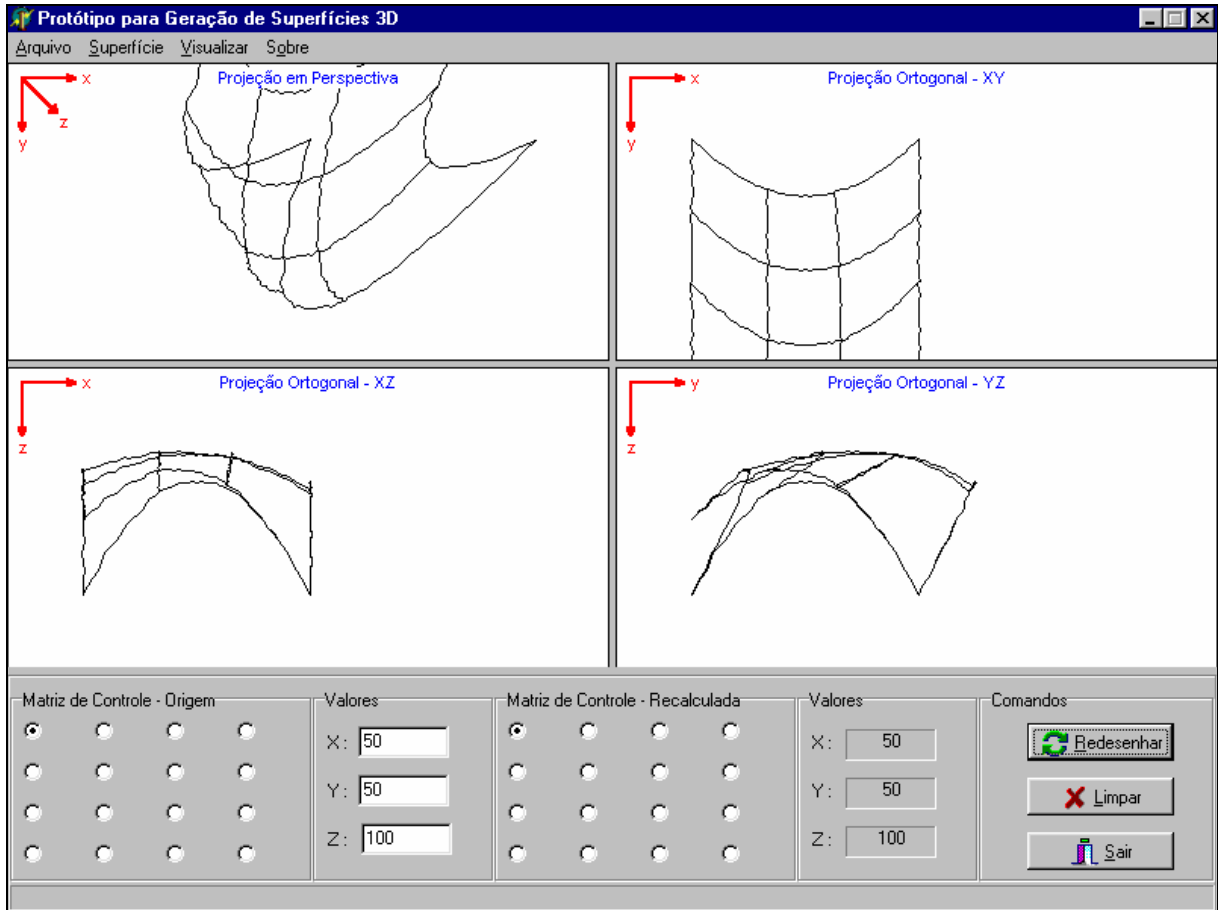 Protótipo para Geração de Superfícies 3D
Arquivo Superfície Visualizar Sobre
x Projeção em Perspectiva
z
y
x Projeção Ortogonal - XY
y
x Projeção Ortogonal - XZ
z
y Projeção Ortogonal - YZ
z
Matriz de Controle - Origem
Valores
X: 50
Y: 50
Z: 100
Matriz de Controle - Recalculada
Valores
X: 50
Y: 50
Z: 100
Comandos
Redesenhar
Limpar
Sair